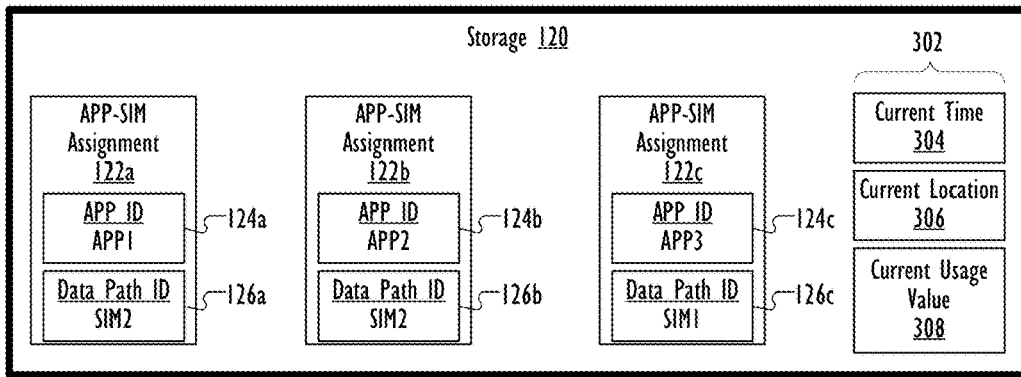 Storage 120
302
APP-SIM
Assignment
122a
APP ID
APP1
124a
Data Path ID
SIM2
126a
APP-SIM
Assignment
122b
APP ID
APP2
124b
Data Path ID
SIM2
126b
APP-SIM
Assignment
122c
APP ID
APP3
124c
Data Path ID
SIM1
126c
Current Time
304
Current Location
306
Current Usage
Value
308